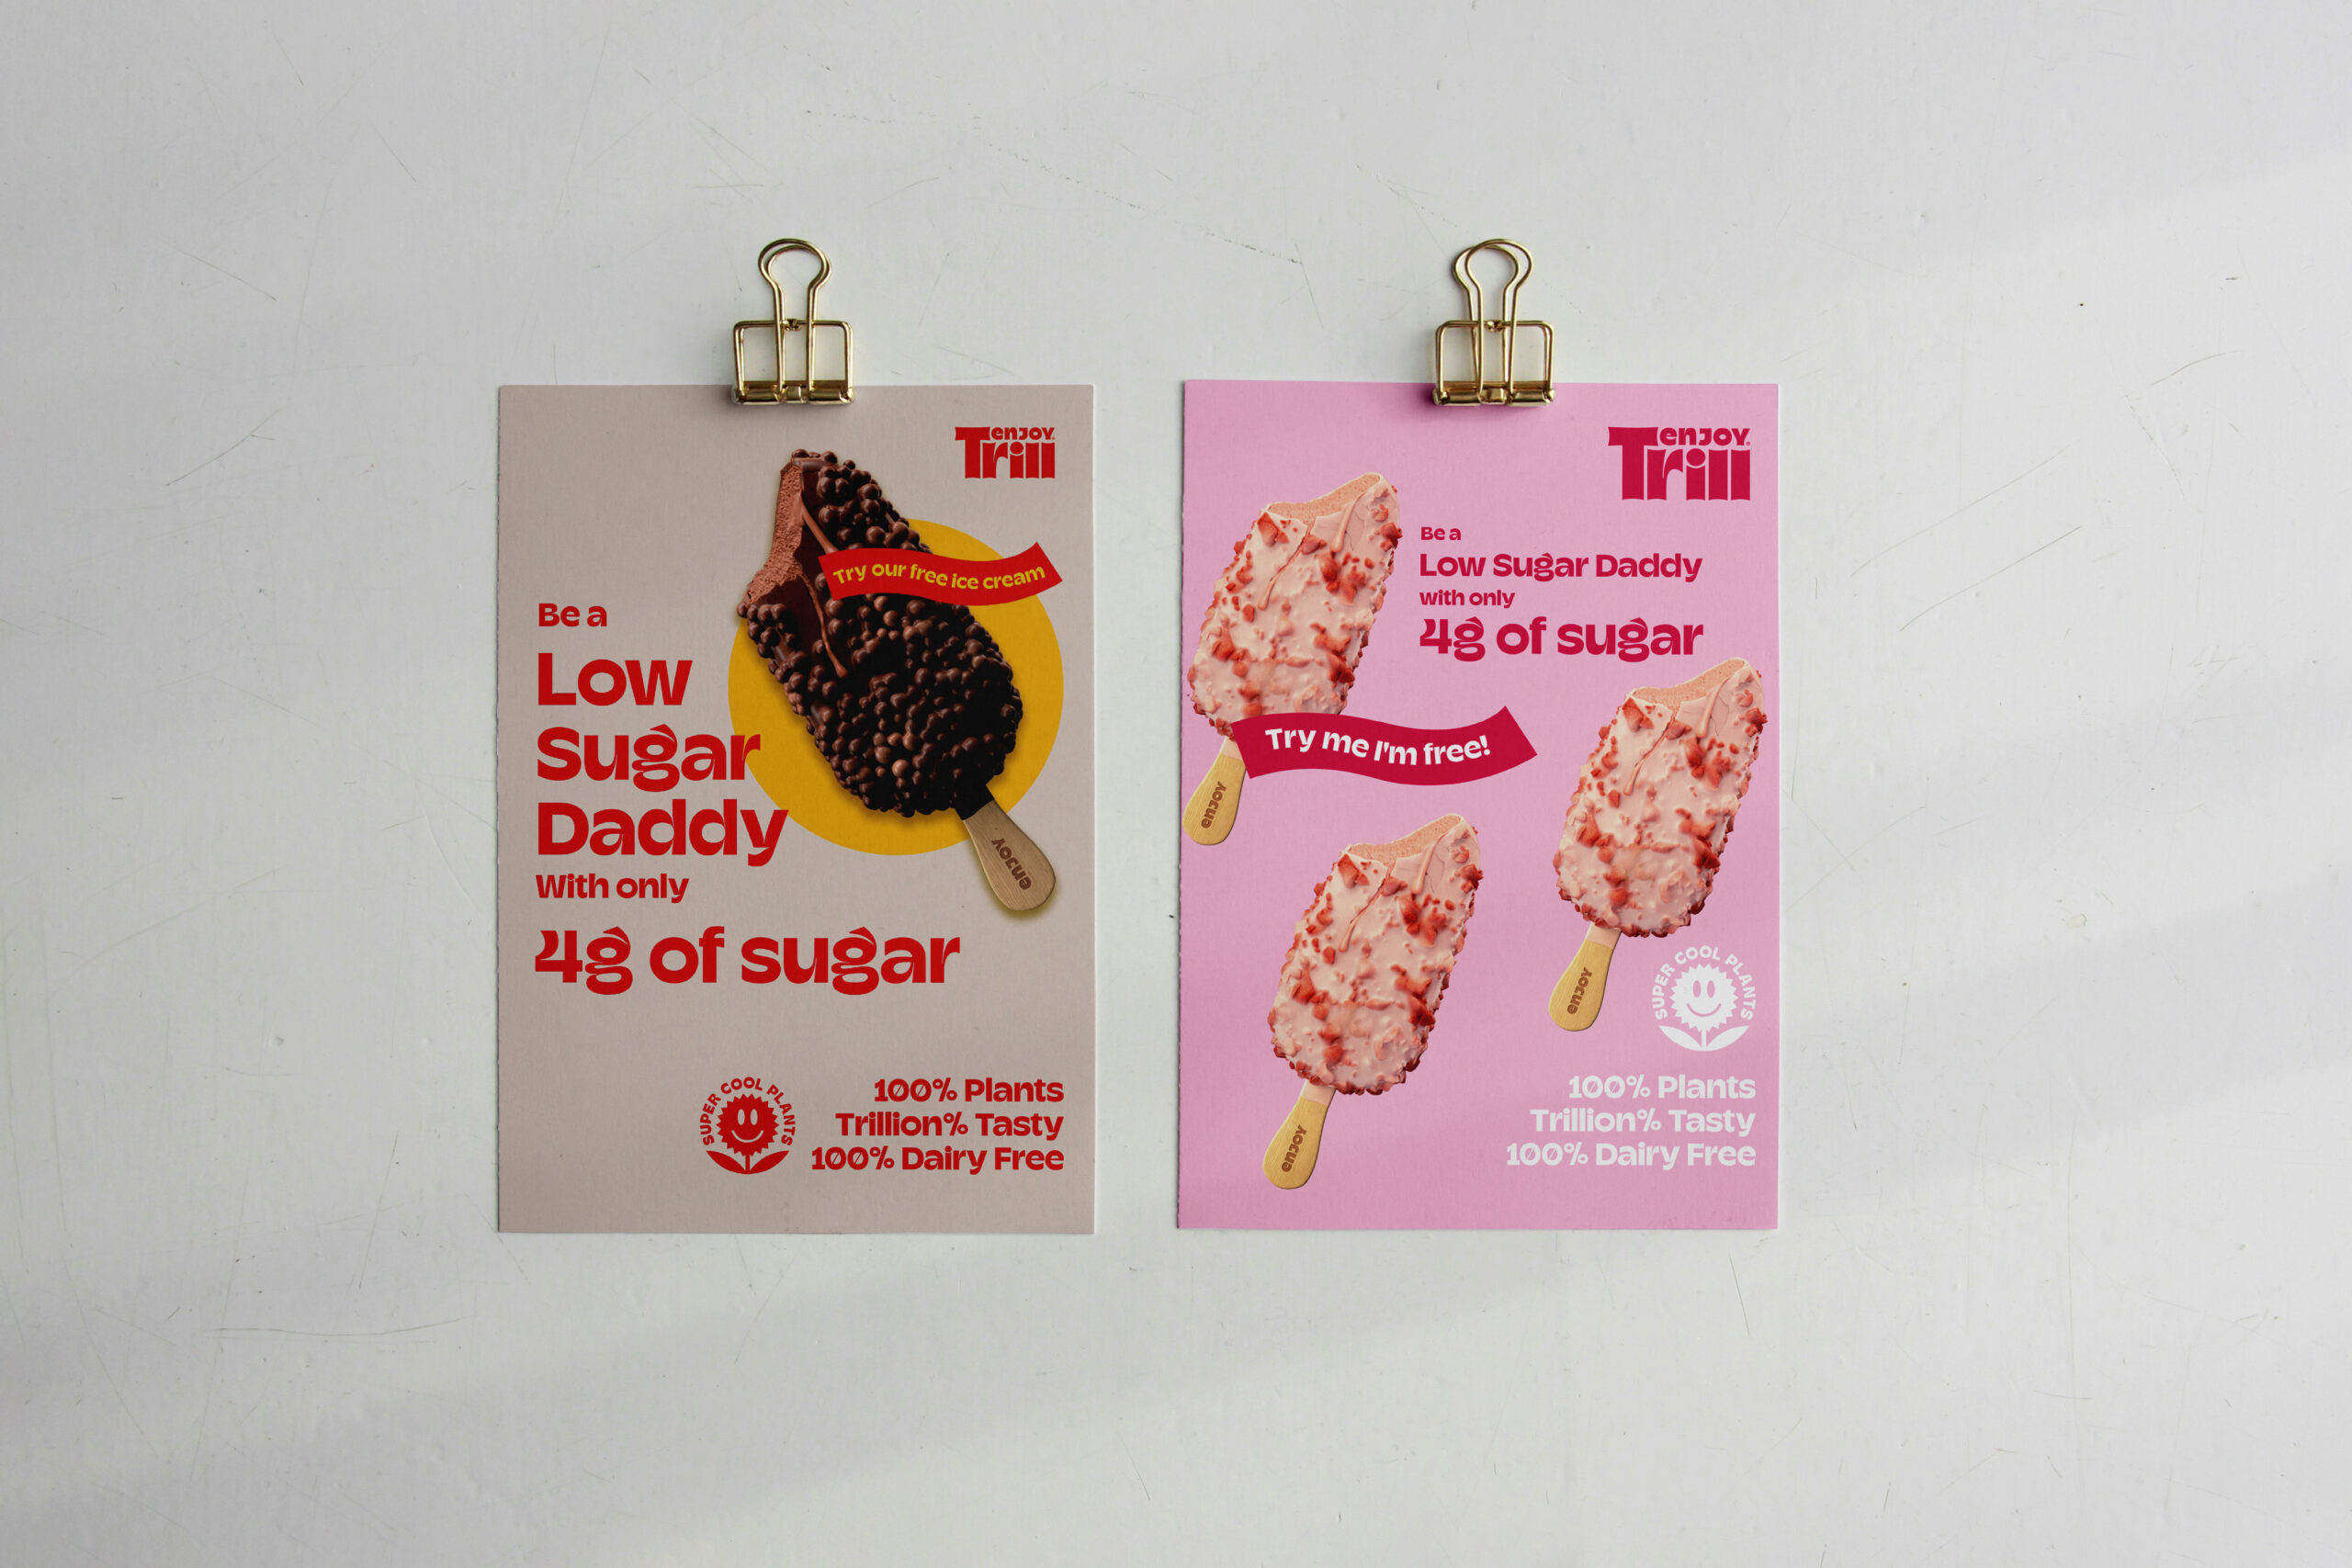 enjoy
Trill
Try our free ice cream
Be a
Low
Sugar
Daddy
With only
4g of sugar
enjoy
SUPER COOL PLANTS
100% Plants
Trillion% Tasty
100% Dairy Free
enjoy
Trill
Be a
Low Sugar Daddy
with only
4g of sugar
Try me I'm free!
enjoy
enjoy
enjoy
SUPER COOL PLANTS
100% Plants
Trillion% Tasty
100% Dairy Free